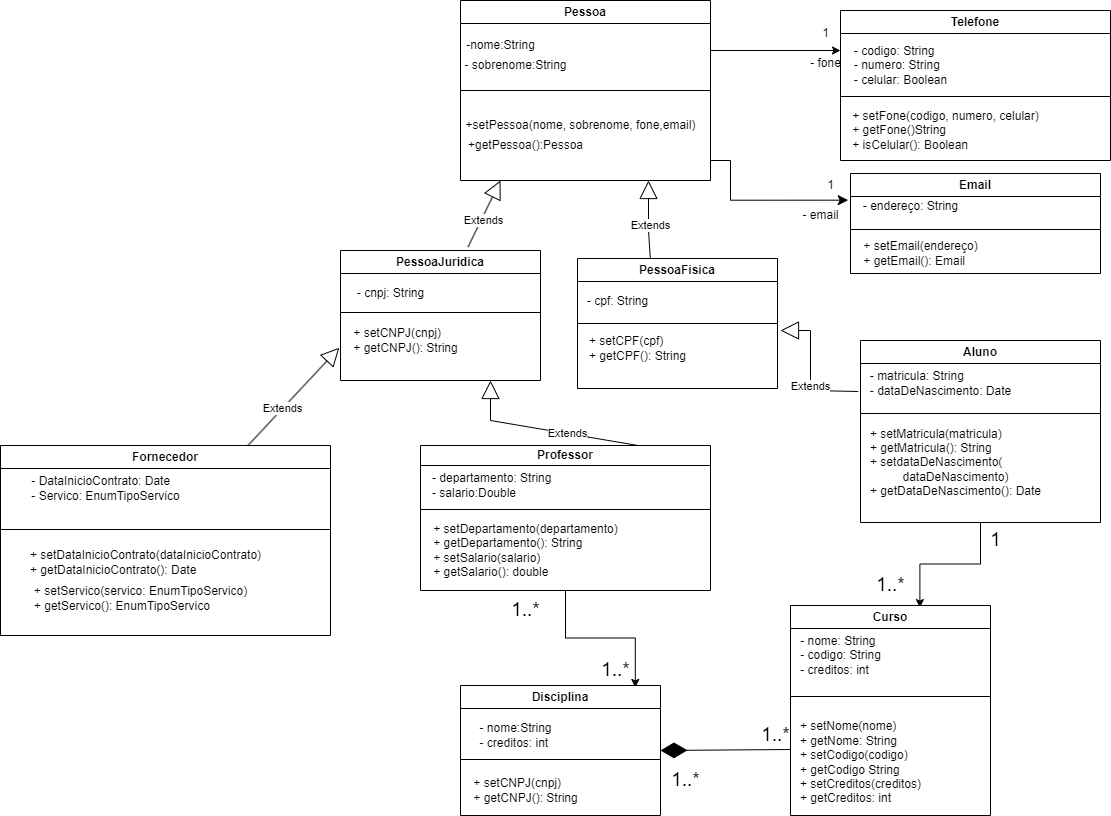 Pessoa
-nome:String
- sobrenome:String
+setPessoa(nome, sobrenome, fone,email)
+getPessoa():Pessoa
1
- fone
Telefone
- codigo: String
- numero: String
- celular: Boolean
+ setFone(codigo, numero, celular)
+ getFone()String
+ isCelular(): Boolean
1
- email
Email
- endereço: String
+ setEmail(endereço)
+ getEmail(): Email
Extends
Extends
PessoaJuridica
- cnpj: String
+ setCNPJ(cnpj)
+ getCNPJ(): String
PessoaFisica
- cpf: String
+ setCPF(cpf)
+ getCPF(): String
Extends
Extends
Extends
Aluno
- matricula: String
- dataDeNascimento: Date
+ setMatricula(matricula)
+ getMatricula(): String
+ setdataDeNascimento(
dataDeNascimento)
+ getDataDeNascimento(): Date
Fornecedor
- DataInicioContrato: Date
- Servico: EnumTipoServico
+ setDataInicioContrato(dataInicioContrato)
+ getDataInicioContrato(): Date
+ setServico(servico: EnumTipoServico)
+ getServico(): EnumTipoServico
Professor
- departamento: String
- salario:Double
+ setDepartamento(departamento)
+ getDepartamento(): String
+ setSalario(salario)
+ getSalario(): double
1..*
1..*
1
1..*
Disciplina
- nome:String
- creditos: int
+ setCNPJ(cnpj)
+ getCNPJ(): String
1..*
1..*
Curso
- nome: String
- codigo: String
- creditos: int
+ setNome(nome)
+ getNome: String
+ setCodigo(codigo)
+ getCodigo String
+ setCreditos(creditos)
+ getCreditos: int